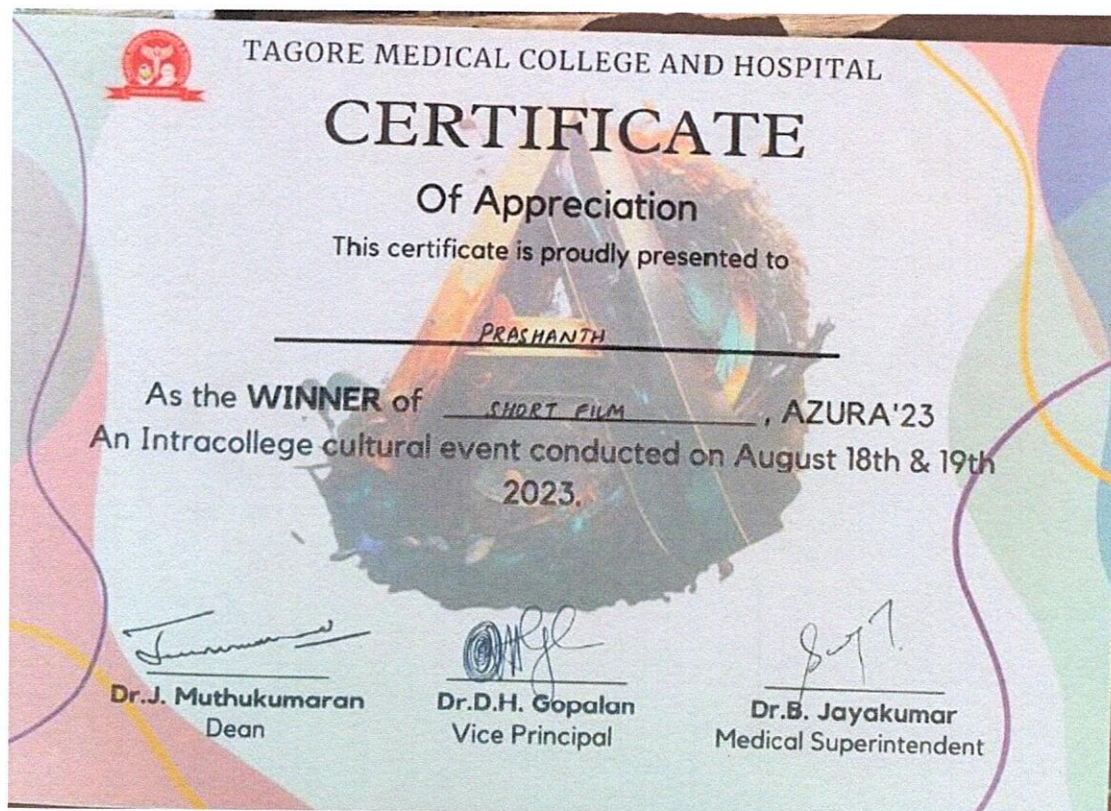 TAGORE MEDICAL COLLEGE AND HOSPITAL
CERTIFICATE
Of Appreciation
This certificate is proudly presented to
PRASHANTH
As the WINNER of SHORT FILM, AZURA'23
An Intracollege cultural event conducted on August 18th & 19th
2023.
Dr.J. Muthukumaran
Dean
Dr.D.H. Gopalan
Vice Principal
Dr.B. Jayakumar
Medical Superintendent